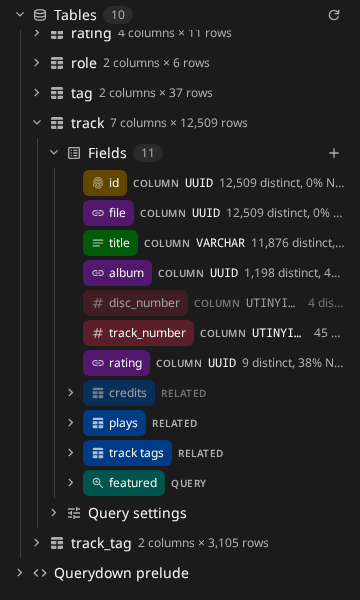 Tables 10
rating 4 columns × 11 rows
role 2 columns × 6 rows
tag 2 columns × 37 rows
track 7 columns × 12,509 rows
Fields 11
id COLUMN UUID 12,509 distinct, 0% N...
file COLUMN UUID 12,509 distinct, 0% ...
title COLUMN VARCHAR 11,876 distinct,...
album COLUMN UUID 1,198 distinct, 4...
disc_number COLUMN UTINYI... 4 dis...
track_number COLUMN UTINYI... 45 ...
rating COLUMN UUID 9 distinct, 38% N...
credits RELATED
plays RELATED
track tags RELATED
featured QUERY
Query settings
track_tag 2 columns × 3,105 rows
Querydown prelude